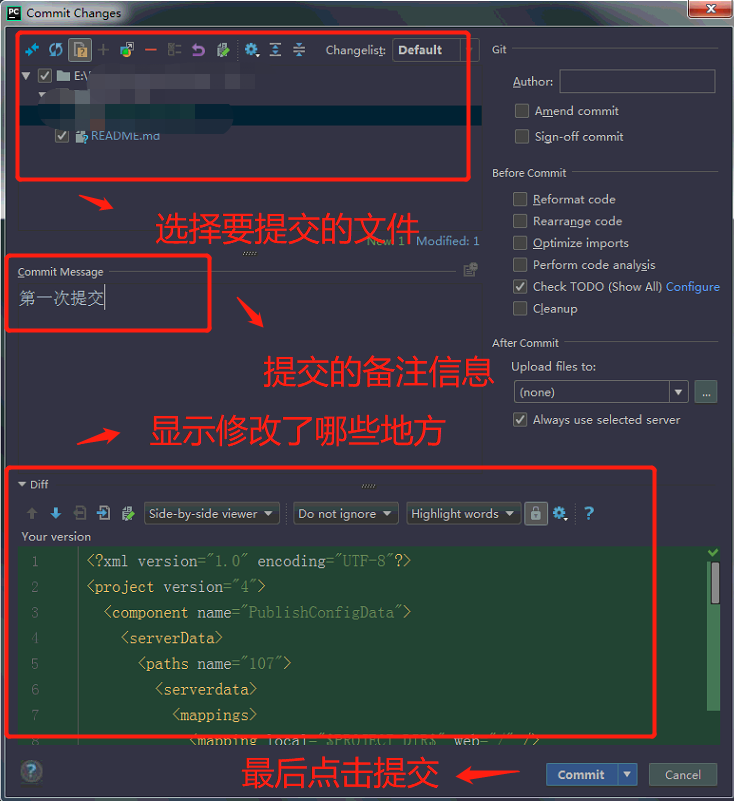 PC Commit Changes
Changelist: Default
E:\
README.md
选择要提交的文件
New: 1 Modified: 1
Commit Message
第一次提交
提交的备注信息
显示修改了哪些地方
Git
Author:
Amend commit
Sign-off commit
Before Commit
Reformat code
Rearrange code
Optimize imports
Perform code analysis
Check TODO (Show All) Configure
Cleanup
After Commit
Upload files to:
(none)
...
Always use selected server
Diff
Side-by-side viewer Do not ignore Highlight words ?
Your version
1 <?xml version="1.0" encoding="UTF-8"?>
2 <project version="4">
3 <component name="PublishConfigData">
4 <serverData>
5 <paths name="107">
6 <serverdata>
7 <mappings>
8 <mapping local="$PROJECT_DIR$" web="/" />
最后点击提交
? Commit Cancel